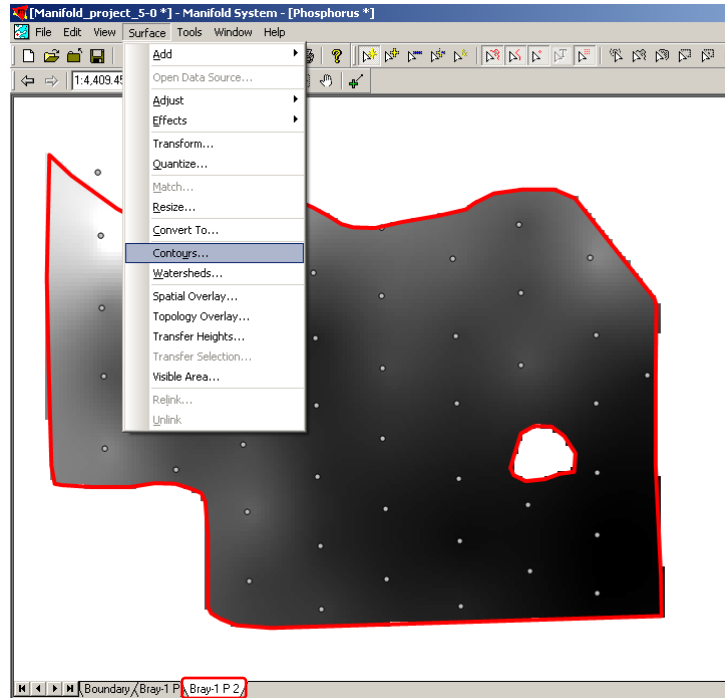 [Manifold_project_5-0 *] - Manifold System - [Phosphorus *]
File Edit View Surface Tools Window Help
1:4,409.45
Add
Open Data Source...
Adjust
Effects
Transform...
Quantize...
Match...
Resize...
Convert To...
Contours...
Watersheds...
Spatial Overlay...
Topology Overlay...
Transfer Heights...
Transfer Selection...
Visible Area...
Relink...
Unlink
Boundary Bray-1 P Bray-1 P 2